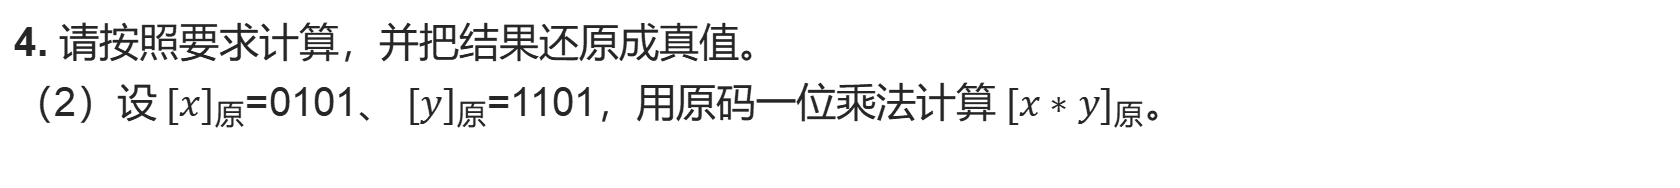 4. 请按照要求计算，并把结果还原成真值。
（2）设 [x]原=0101、 [y]原=1101，用原码一位乘法计算 [x ∗ y]原。